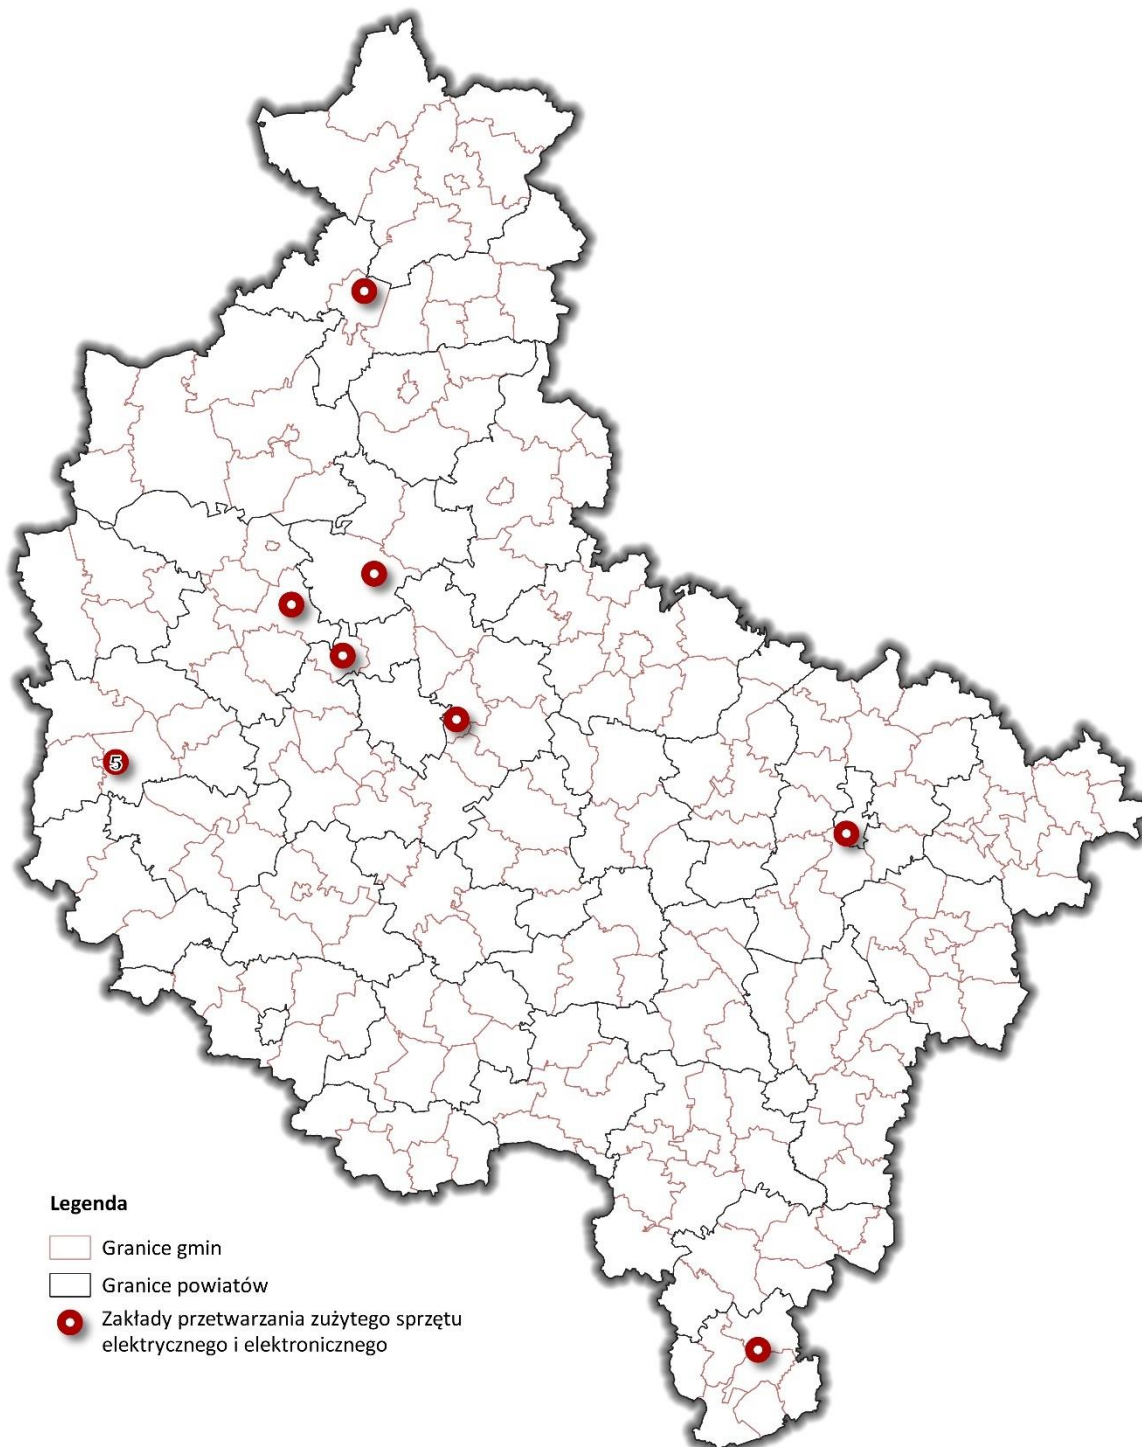 5
Legenda
Granice gmin
Granice powiatów
Zakłady przetwarzania zużytego sprzętu
elektrycznego i elektronicznego